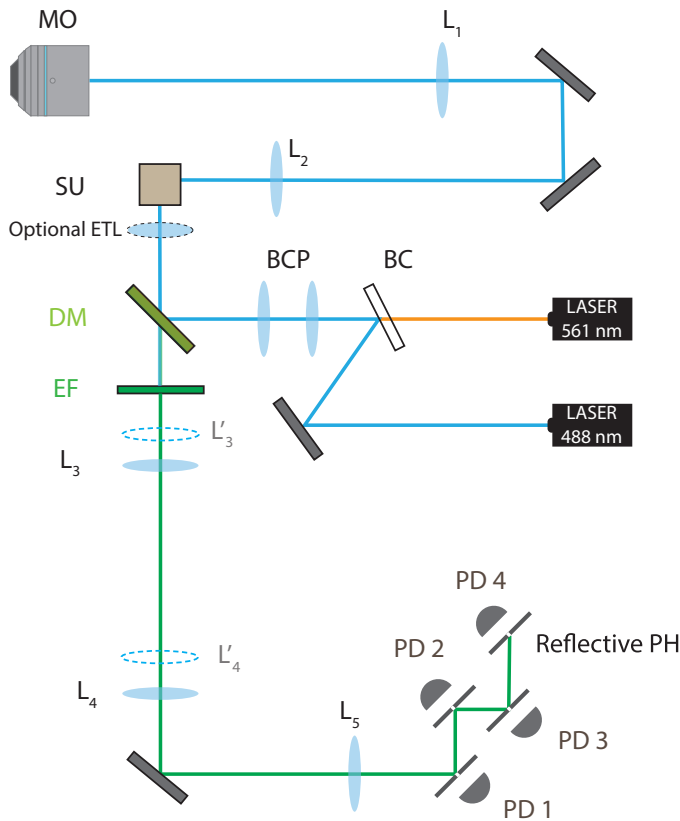 MO
L1
L2
SU
Optional ETL
BCP
BC
DM
LASER
561 nm
EF
L'3
LASER
488 nm
L3
PD 4
Reflective PH
PD 2
L'4
L4
L5
PD 3
PD 1